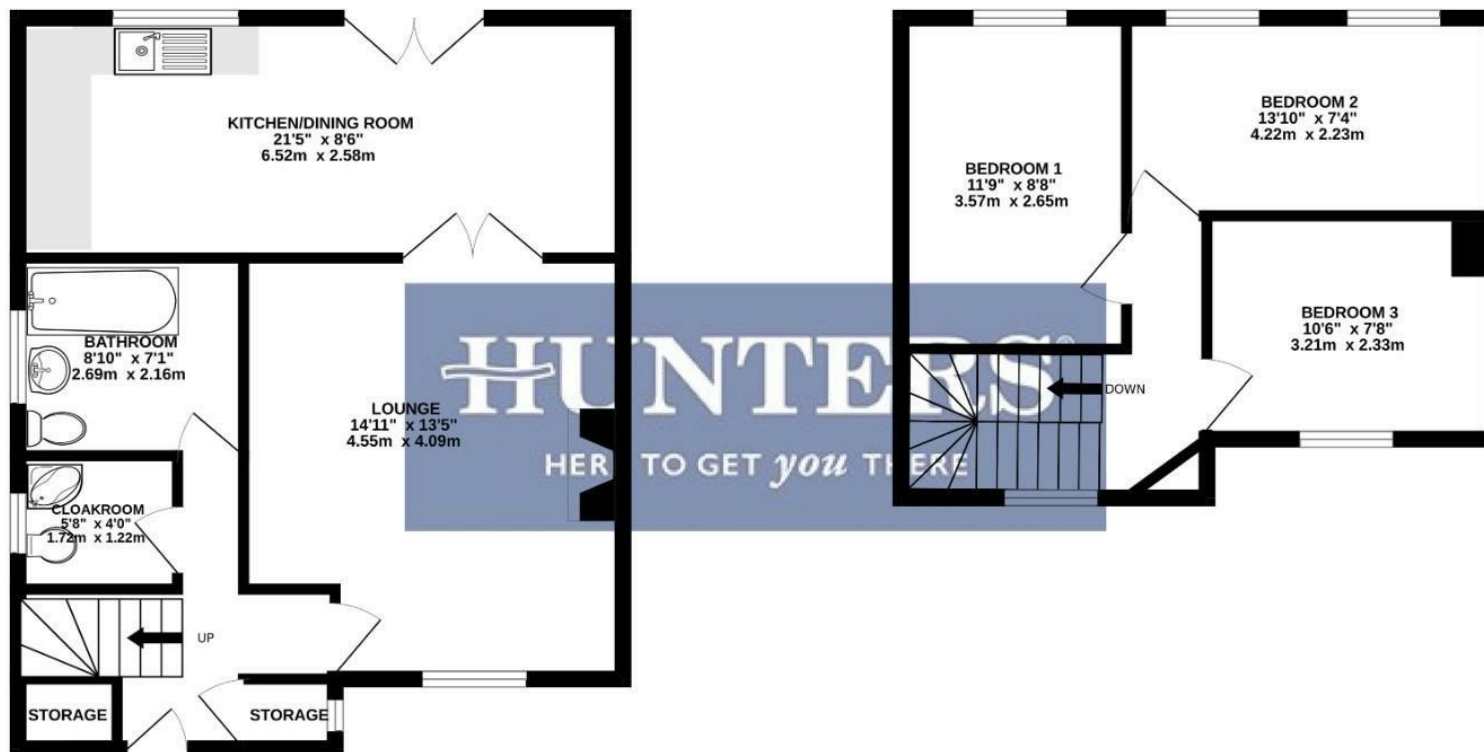 KITCHEN/DINING ROOM
21'5" x 8'6"
6.52m x 2.58m
BATHROOM
8'10" x 7'1"
2.69m x 2.16m
CLOAKROOM
5'8" x 4'0"
1.72m x 1.22m
LOUNGE
14'11" x 13'5"
4.55m x 4.09m
UP
STORAGE
STORAGE
BEDROOM 1
11'9" x 8'8"
3.57m x 2.65m
BEDROOM 2
13'10" x 7'4"
4.22m x 2.23m
BEDROOM 3
10'6" x 7'8"
3.21m x 2.33m
DOWN
HUNTERS®
HERE TO GET you THERE